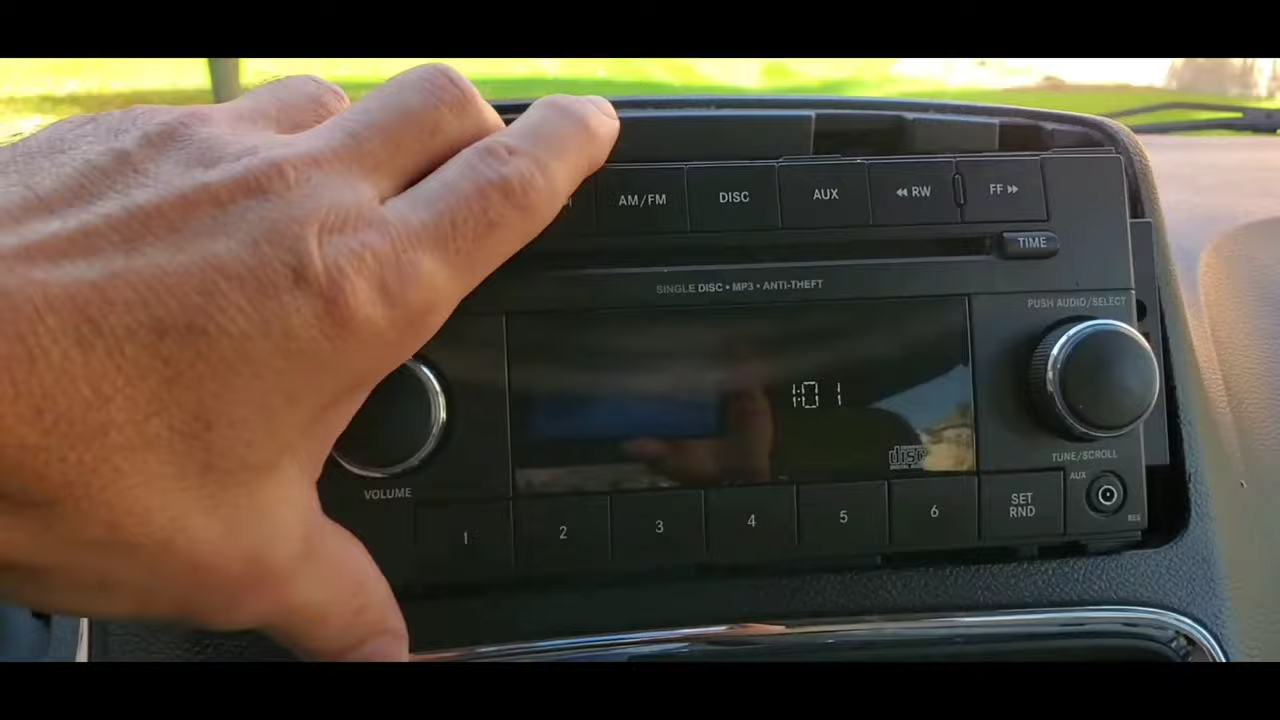 AM/FM DISC AUX ◀◀ RW FF ▶▶
TIME
SINGLE DISC • MP3 • ANTI-THEFT
PUSH AUDIO/SELECT
1:01
disc
TUNE/SCROLL
VOLUME
AUX
1 2 3 4 5 6 SET RND